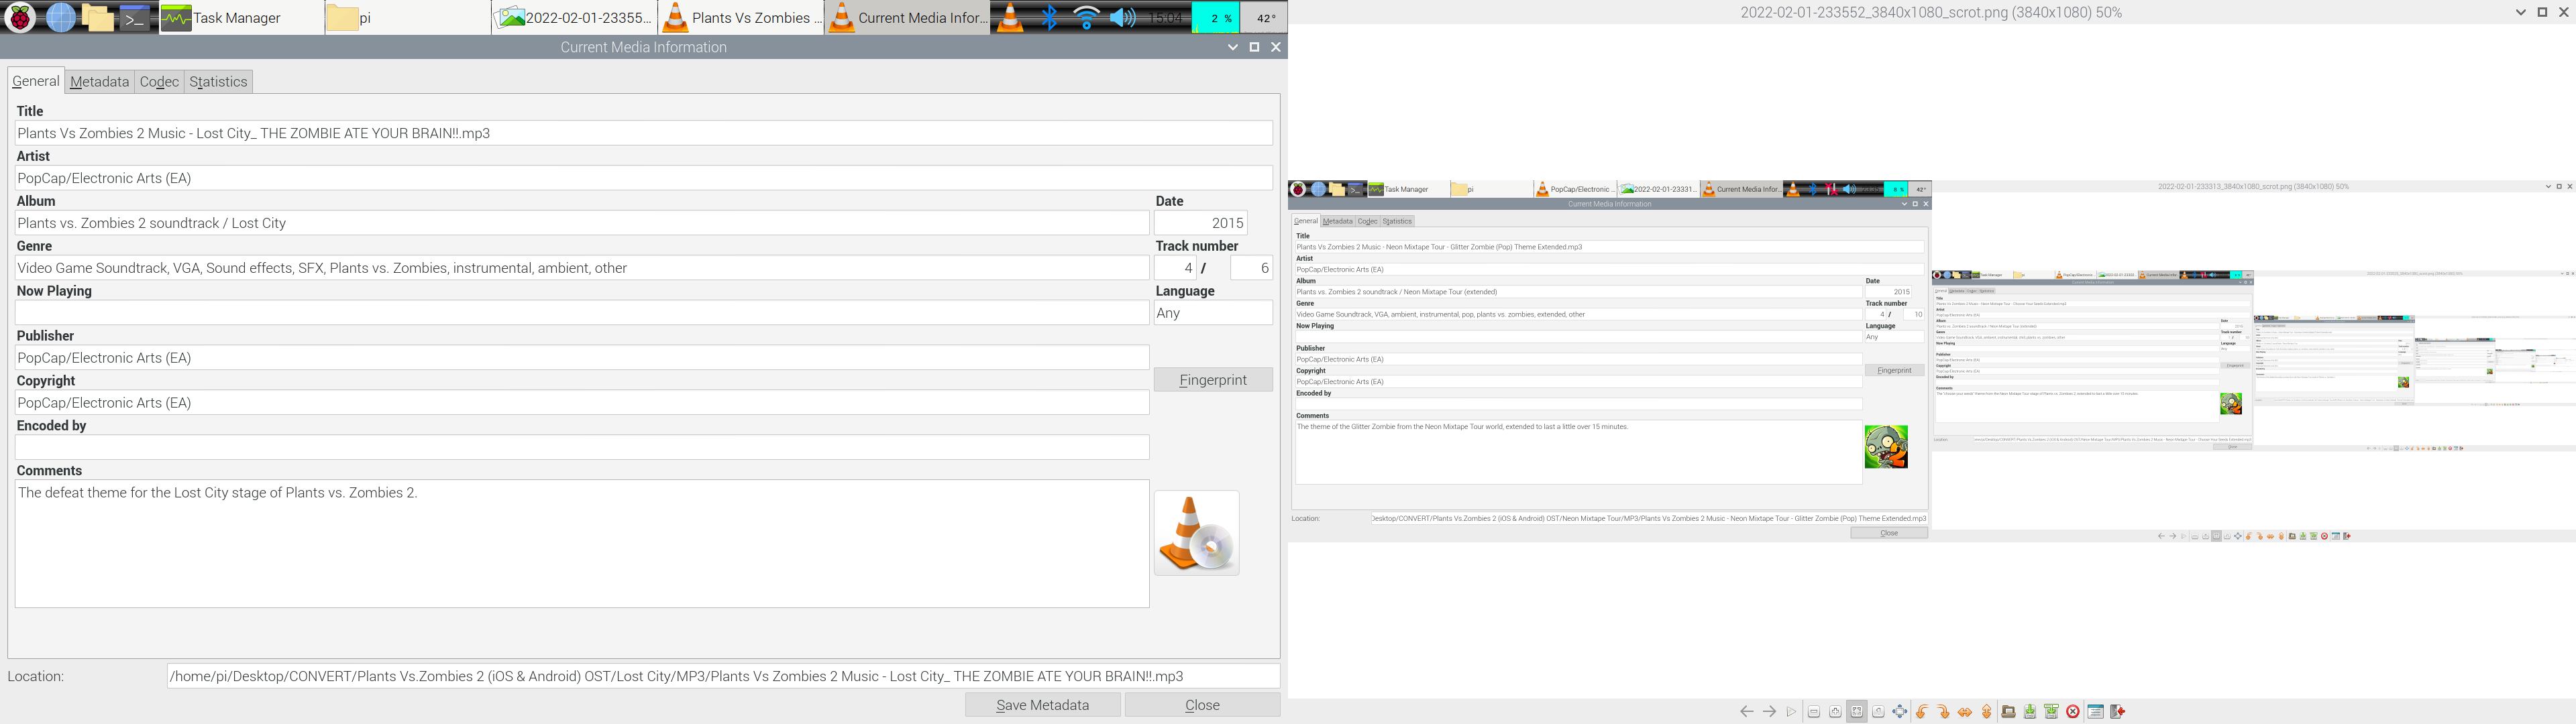 Task Manager
pi
2022-02-01-23355...
Plants Vs Zombies ...
Current Media Infor...
15:04
2 %
42°
Current Media Information
General
Metadata
Codec
Statistics
Title
Plants Vs Zombies 2 Music - Lost City_ THE ZOMBIE ATE YOUR BRAIN!!.mp3
Artist
PopCap/Electronic Arts (EA)
Album
Date
Plants vs. Zombies 2 soundtrack / Lost City
2015
Genre
Track number
Video Game Soundtrack, VGA, Sound effects, SFX, Plants vs. Zombies, instrumental, ambient, other
4 / 6
Now Playing
Language
Any
Publisher
PopCap/Electronic Arts (EA)
Copyright
Fingerprint
PopCap/Electronic Arts (EA)
Encoded by
Comments
The defeat theme for the Lost City stage of Plants vs. Zombies 2.
Location:
/home/pi/Desktop/CONVERT/Plants Vs.Zombies 2 (iOS & Android) OST/Lost City/MP3/Plants Vs Zombies 2 Music - Lost City_ THE ZOMBIE ATE YOUR BRAIN!!.mp3
Save Metadata
Close
2022-02-01-233552_3840x1080_scrot.png (3840x1080) 50%
Task Manager
pi
PopCap/Electronic ...
2022-02-01-23331...
Current Media Infor...
8 %
42°
Current Media Information
2022-02-01-233313_3840x1080_scrot.png (3840x1080) 50%
General
Metadata
Codec
Statistics
Title
Plants Vs Zombies 2 Music - Neon Mixtape Tour - Glitter Zombie (Pop) Theme Extended.mp3
Artist
PopCap/Electronic Arts (EA)
Album
Date
Plants vs. Zombies 2 soundtrack / Neon Mixtape Tour (extended)
2015
Genre
Track number
Video Game Soundtrack, VGA, ambient, instrumental, pop, plants vs. zombies, extended, other
4 / 10
Now Playing
Language
Any
Publisher
PopCap/Electronic Arts (EA)
Copyright
Fingerprint
PopCap/Electronic Arts (EA)
Encoded by
Comments
The theme of the Glitter Zombie from the Neon Mixtape Tour world, extended to last a little over 15 minutes.
Location:
Desktop/CONVERT/Plants Vs.Zombies 2 (iOS & Android) OST/Neon Mixtape Tour/MP3/Plants Vs Zombies 2 Music - Neon Mixtape Tour - Glitter Zombie (Pop) Theme Extended.mp3
Close